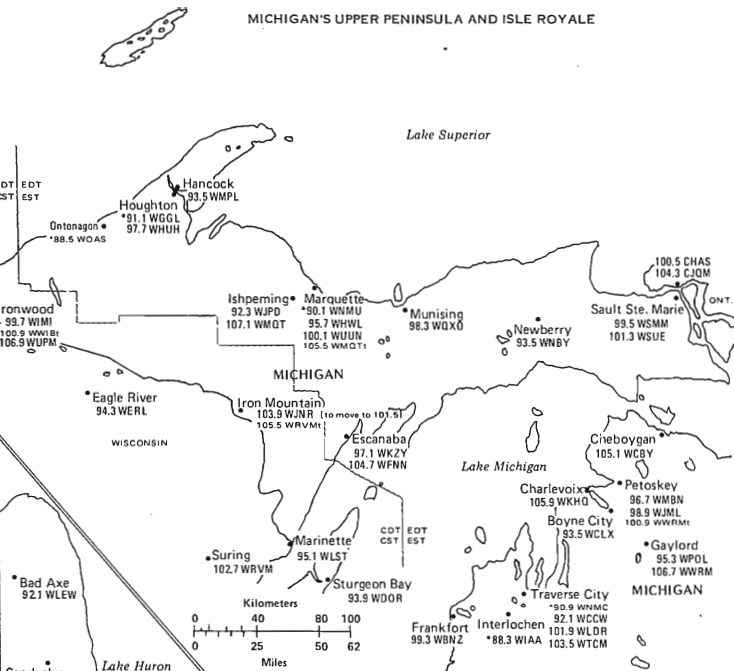 MICHIGAN'S UPPER PENINSULA AND ISLE ROYALE
Lake Superior
DT EDT
ST EST
Hancock
93.5 WMPL
Houghton
*91.1 WGGL
97.7 WHUH
Ontonagon
*88.5 WOAS
100.5 CHAS
104.3 CJQM
ONT.
Sault Ste. Marie
99.5 WSMM
101.3 WSUE
Ishpeming
92.3 WJPD
107.1 WMQT
Marquette
*90.1 WNMU
95.7 WHWL
100.1 WUUN
105.5 WMQTt
Munising
98.3 WQXO
Newberry
93.5 WNBY
ronwood
99.7 WIMI
100.9 WWIBt
106.9 WUPM
MICHIGAN
Eagle River
94.3 WERL
Iron Mountain
103.9 WJNR [to move to 101.5]
105.5 WRVMt
WISCONSIN
Escanaba
97.1 WKZY
104.7 WFNN
Lake Michigan
Cheboygan
105.1 WCBY
Charlevoix
105.9 WKHQ
Petoskey
96.7 WMBN
98.9 WJML
100.9 WWRMt
Boyne City
93.5 WCLX
CDT EDT
CST EST
Marinette
95.1 WLST
Suring
102.7 WRVM
Gaylord
95.3 WPOL
106.7 WWRM
MICHIGAN
Bad Axe
92.1 WLEW
Sturgeon Bay
93.9 WDOR
Traverse City
*90.9 WNMC
92.1 WCCW
101.9 WLDR
103.5 WTCM
Frankfort
99.3 WBNZ
Interlochen
*88.3 WIAA
Kilometers
0 40 80 100
0 25 50 62
Miles
Lake Huron